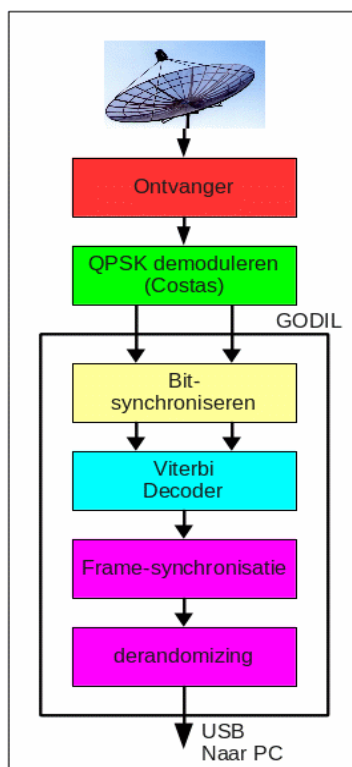 Ontvanger
QPSK demoduleren
(Costas)
GODIL
Bit-
synchroniseren
Viterbi
Decoder
Frame-synchronisatie
derandomizing
USB
Naar PC